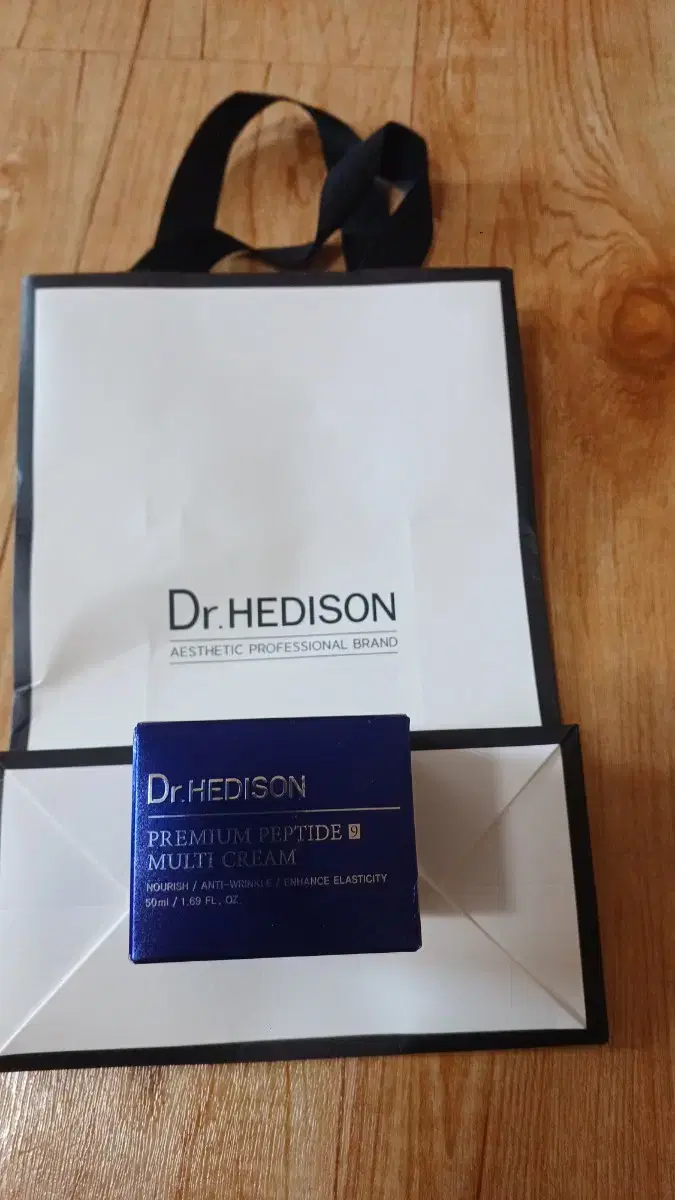 Dr.HEDISON
AESTHETIC PROFESSIONAL BRAND
Dr.HEDISON
PREMIUM PEPTIDE 9
MULTI CREAM
NOURISH / ANTI-WRINKLE / ENHANCE ELASTICITY
50ml / 1.69 FL. OZ.